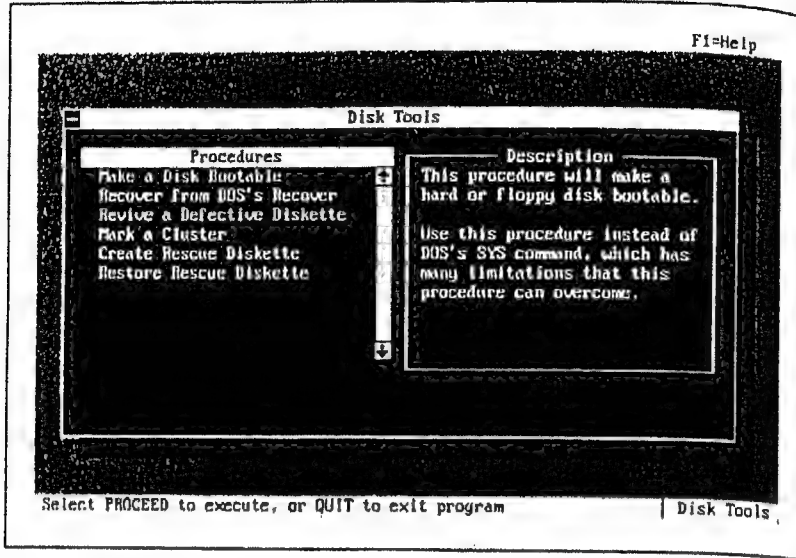 F1=Help
Disk Tools
Procedures
Make a Disk Bootable
Recover from DOS's Recover
Revive a Defective Diskette
Mark a Cluster
Create Rescue Diskette
Restore Rescue Diskette
Description
This procedure will make a
hard or floppy disk bootable.
Use this procedure instead of
DOS's SYS command, which has
many limitations that this
procedure can overcome.
Select PROCEED to execute, or QUIT to exit program
Disk Tools